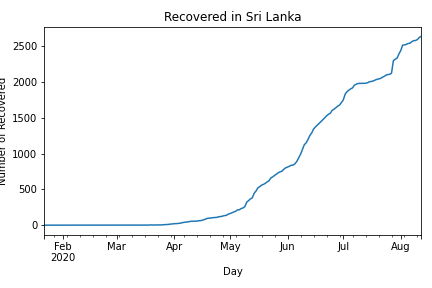 Recovered in Sri Lanka
Number of Recovered
2500
2000
1500
1000
500
0
Feb
2020
Mar
Apr
May
Jun
Jul
Aug
Day